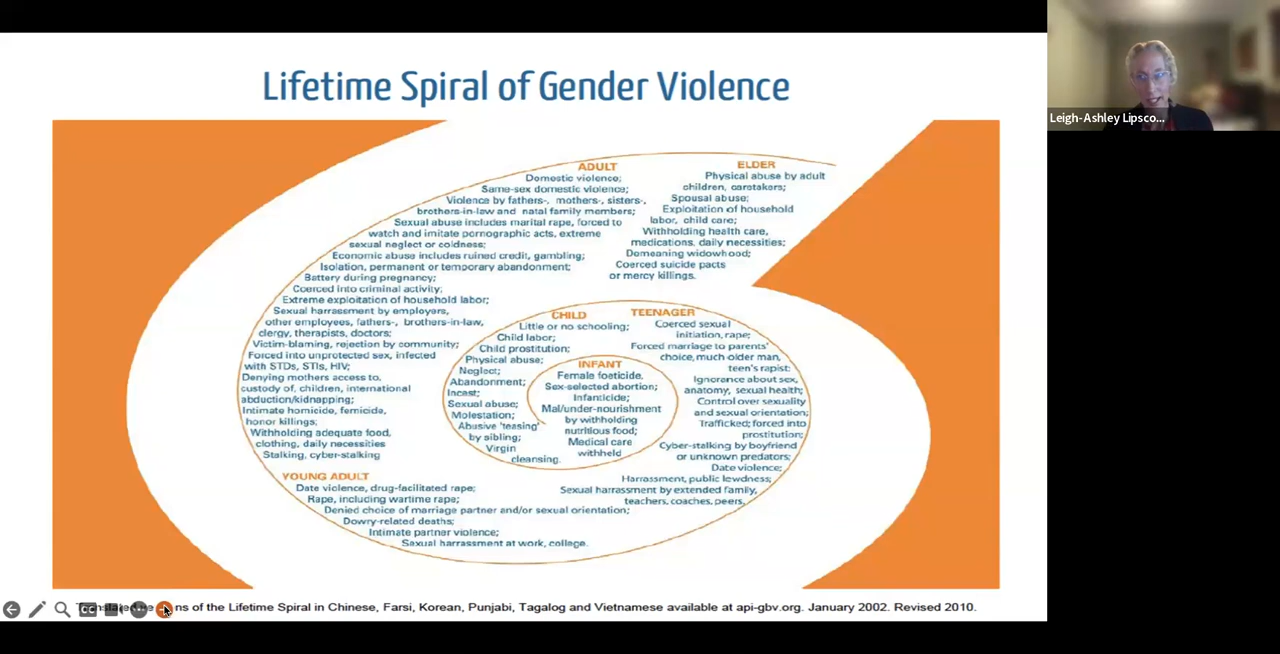 Lifetime Spiral of Gender Violence
Leigh-Ashley Lipsco...
ADULT
Domestic violence;
Same-sex domestic violence;
Violence by fathers-, mothers-, sisters-,
brothers-in-law and natal family members;
Sexual abuse includes marital rape, forced to
watch and imitate pornographic acts, extreme
sexual neglect or coldness;
Economic abuse includes ruined credit, gambling;
Isolation, permanent or temporary abandonment;
Battery during pregnancy;
Coerced into criminal activity;
Extreme exploitation of household labor;
Sexual harrassment by employers,
other employees, fathers-, brothers-in-law,
clergy, therapists, doctors;
Victim-blaming, rejection by community;
Forced into unprotected sex, infected
with STDs, STIs, HIV;
Denying mothers access to,
custody of, children, international
abduction/kidnapping;
Intimate homicide, femicide,
honor killings;
Withholding adequate food,
clothing, daily necessities
Stalking, cyber-stalking
ELDER
Physical abuse by adult
children, caretakers;
Spousal abuse;
Exploitation of household
labor, child care;
Withholding health care,
medications, daily necessities;
Demeaning widowhood;
Coerced suicide pacts
or mercy killings.
CHILD
Little or no schooling;
Child labor;
Child prostitution;
Physical abuse;
Neglect;
Abandonment;
Incest;
Sexual abuse;
Molestation;
Abusive 'teasing'
by sibling;
Virgin
cleansing.
TEENAGER
Coerced sexual
initiation, rape;
Forced marriage to parents'
choice, much older man,
teen's rapist;
Ignorance about sex,
anatomy, sexual health;
Control over sexuality
and sexual orientation;
Trafficked; forced into
prostitution;
Cyber-stalking by boyfriend
or unknown predators;
Date violence;
Harrassment, public lewdness;
Sexual harrassment by extended family,
teachers, coaches, peers.
INFANT
Female foeticide,
Sex-selected abortion;
Infanticide;
Mal/under-nourishment
by withholding
nutritious food;
Medical care
withheld
YOUNG ADULT
Date violence, drug-facilitated rape;
Rape, including wartime rape;
Denied choice of marriage partner and/or sexual orientation;
Dowry-related deaths;
Intimate partner violence;
Sexual harrassment at work, college.
ns of the Lifetime Spiral in Chinese, Farsi, Korean, Punjabi, Tagalog and Vietnamese available at api-gbv.org. January 2002. Revised 2010.